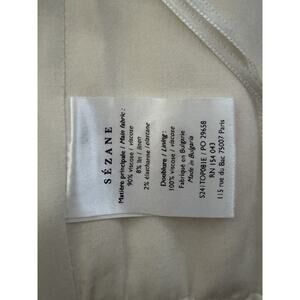 SÉZANE
Matière principale / Main fabric :
90% viscose / viscose
8% lin / linen
2% élasthanne / elastane
Doublure / Lining :
100% viscose / viscose
Fabriqué en Bulgarie
Made in Bulgaria
S241TOP081E / PO 29658
RN 154 043
115 rue du Bac 75007 Paris